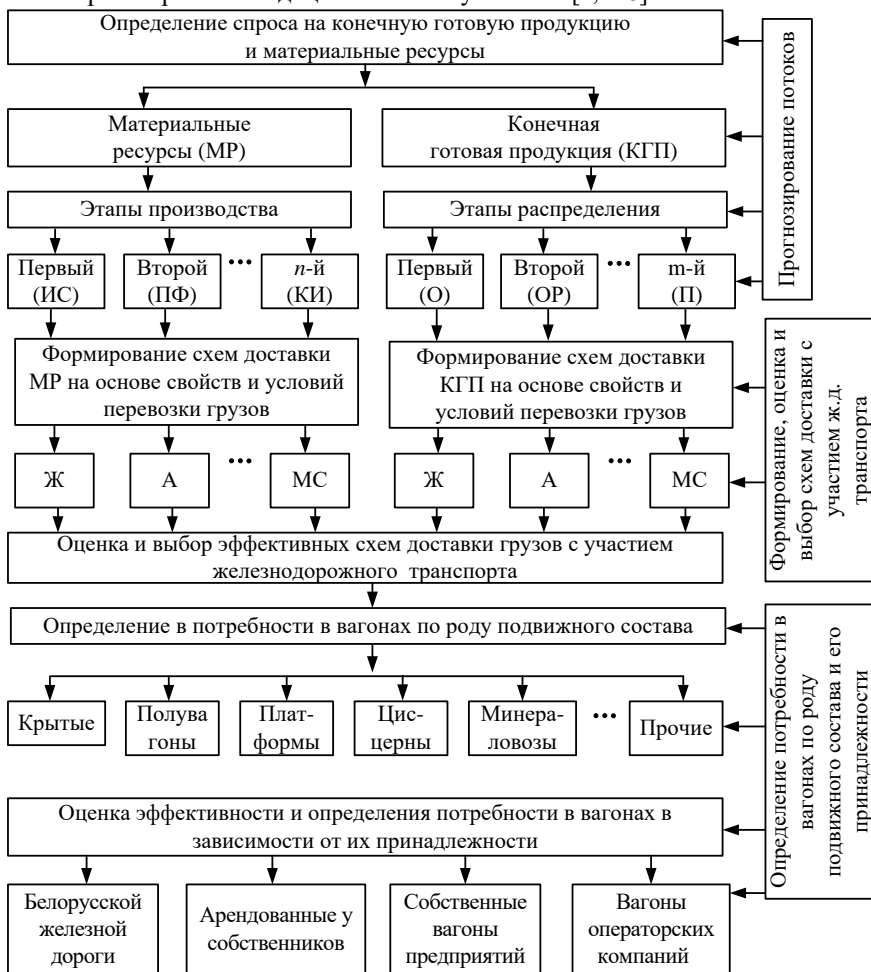 Определение спроса на конечную готовую продукцию
и материальные ресурсы
Материальные
ресурсы (МР)
Конечная
готовая продукция (КГП)
Этапы производства
Этапы распределения
Первый
(ИС)
Второй
(ПФ)
...
n-й
(КИ)
Первый
(О)
Второй
(ОР)
...
m-й
(П)
Прогнозирование потоков
Формирование схем доставки
МР на основе свойств и условий
перевозки грузов
Формирование схем доставки
КГП на основе свойств и
условий перевозки грузов
Ж
А
...
МС
Ж
А
...
МС
Оценка и выбор эффективных схем доставки грузов с участием
железнодорожного транспорта
Формирование, оценка и
выбор схем доставки с
участием ж.д.
транспорта
Определение в потребности в вагонах по роду подвижного состава
Крытые
Полува
гоны
Плат-
формы
Цис-
церны
Минера-
ловозы
...
Прочие
Оценка эффективности и определения потребности в вагонах в
зависимости от их принадлежности
Белорусской
железной
дороги
Арендованные у
собственников
Собственные
вагоны
предприятий
Вагоны
операторских
компаний
Определение потребности в
вагонах по роду
подвижного состава и его
принадлежности